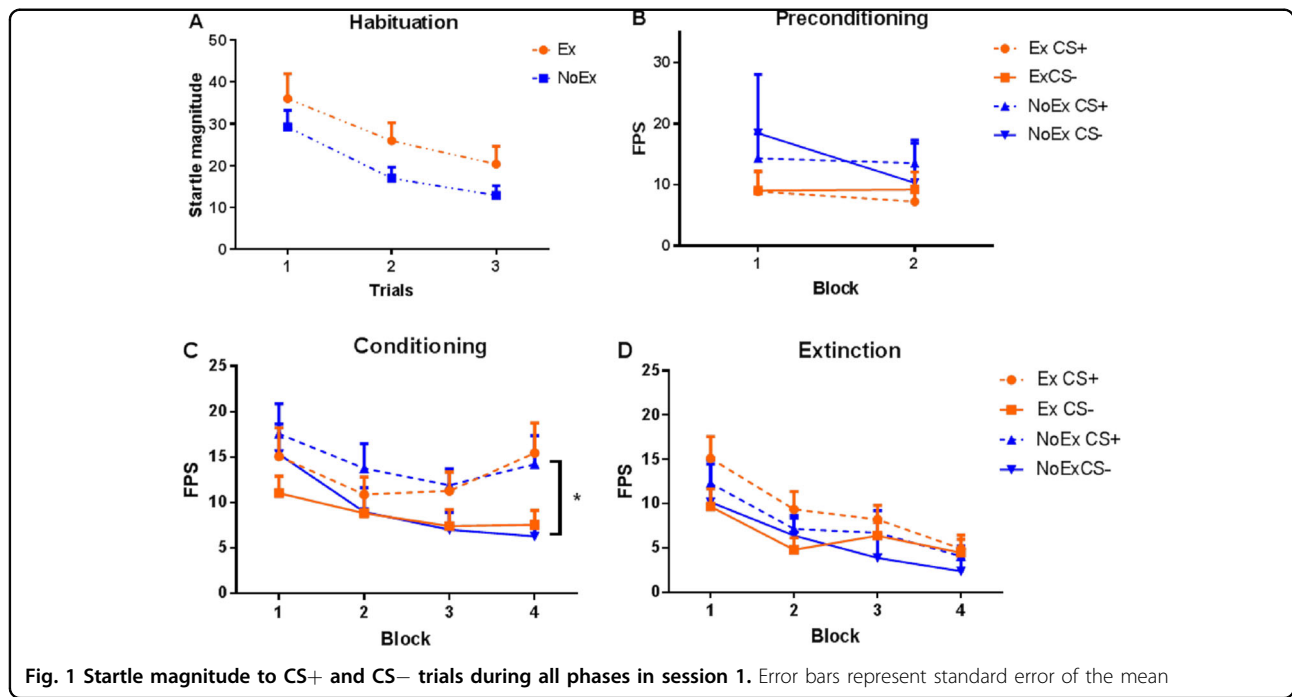 A
Habituation
50
40
30
20
10
0
Startle magnitude
1 2 3
Trials
Ex
NoEx
B
Preconditioning
30
20
10
0
FPS
1 2
Block
Ex CS+
ExCS-
NoEx CS+
NoEx CS-
C
Conditioning
25
20
15
10
5
0
FPS
*
1 2 3 4
Block
D
Extinction
25
20
15
10
5
0
FPS
1 2 3 4
Block
Ex CS+
Ex CS-
NoEx CS+
NoExCS-
Fig. 1 Startle magnitude to CS+ and CS− trials during all phases in session 1. Error bars represent standard error of the mean